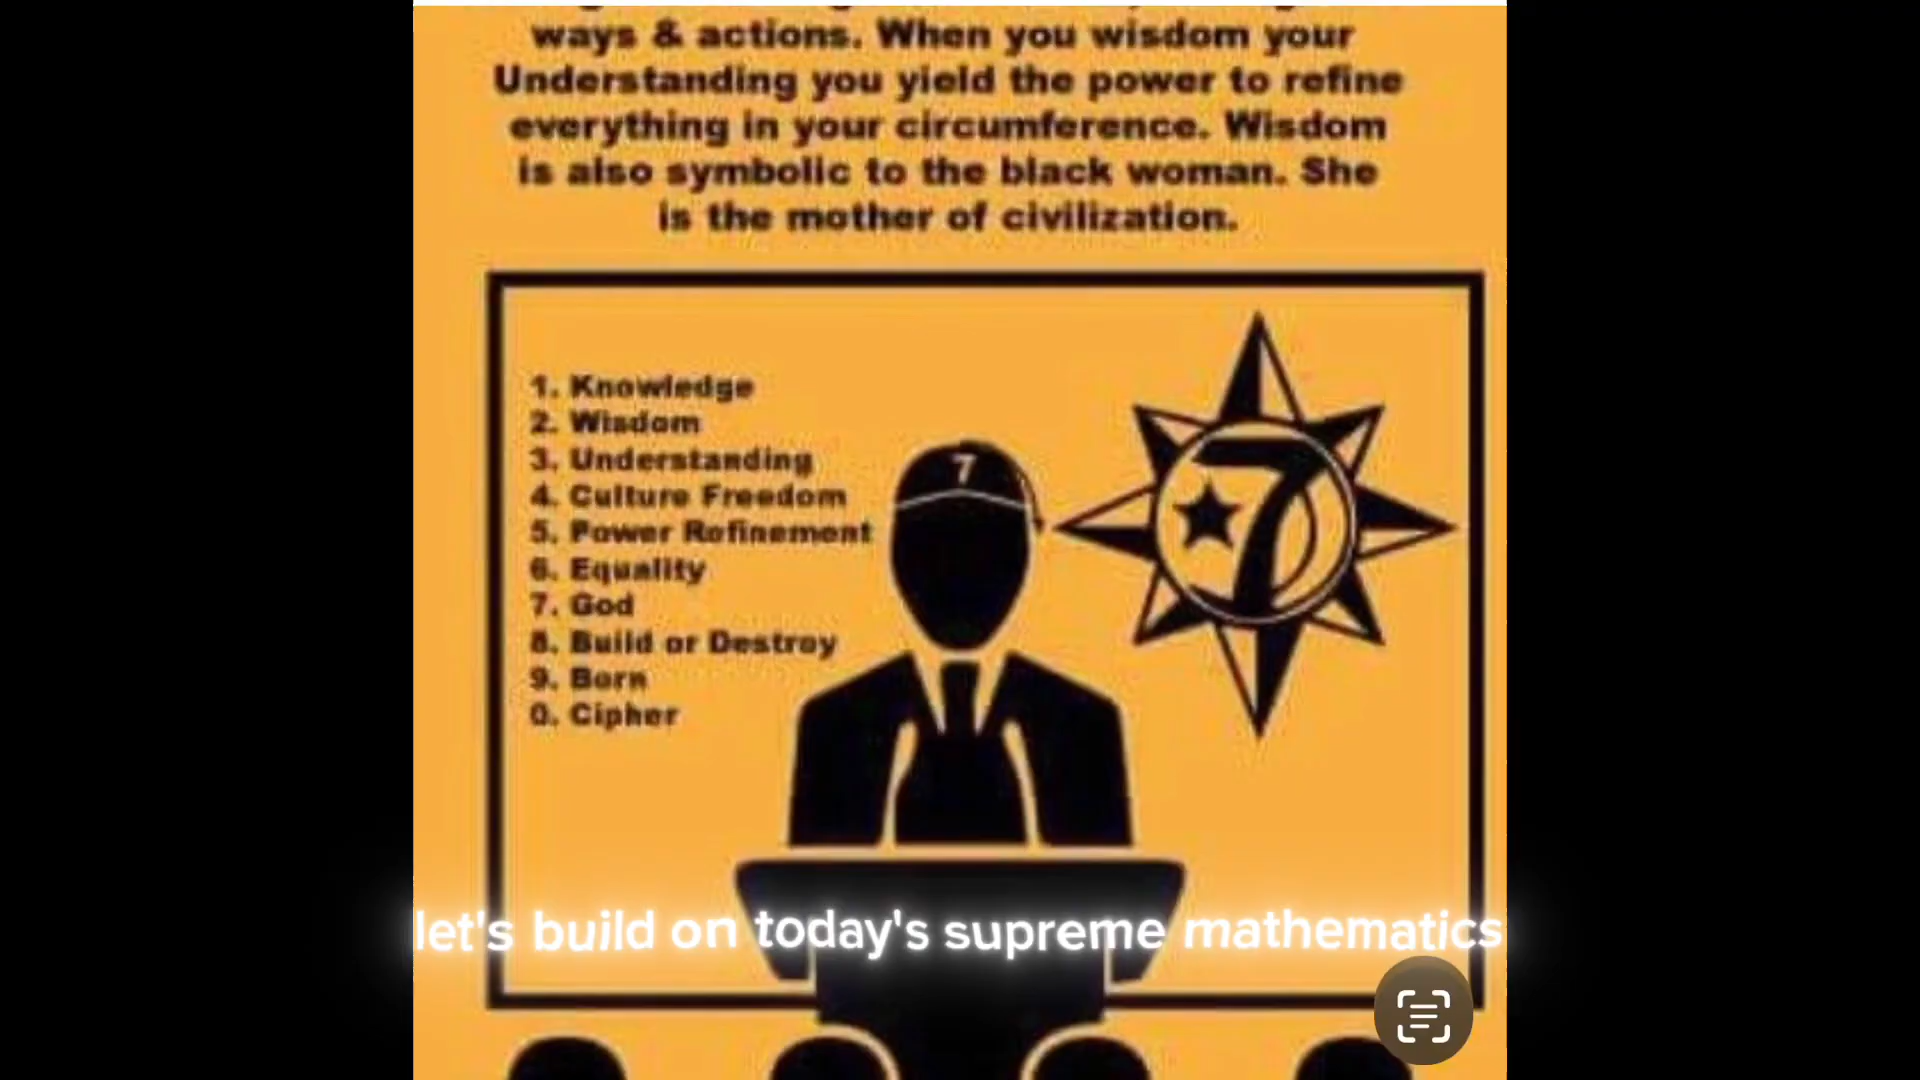 ways & actions. When you wisdom your
Understanding you yield the power to refine
everything in your circumference. Wisdom
is also symbolic to the black woman. She
is the mother of civilization.
1. Knowledge
2. Wisdom
3. Understanding
4. Culture Freedom
5. Power Refinement
6. Equality
7. God
8. Build or Destroy
9. Born
0. Cipher
7
7
let's build on today's supreme mathematics